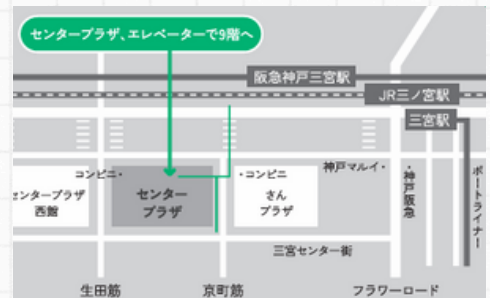 センタープラザ、エレベーターで9階へ
阪急神戸三宮駅
JR三ノ宮駅
三宮駅
コンビニ・
・コンビニ
神戸マルイ・
・神戸阪急
ポートライナー
センタープラザ
西館
センター
プラザ
さん
プラザ
三宮センター街
生田筋
京町筋
フラワーロード